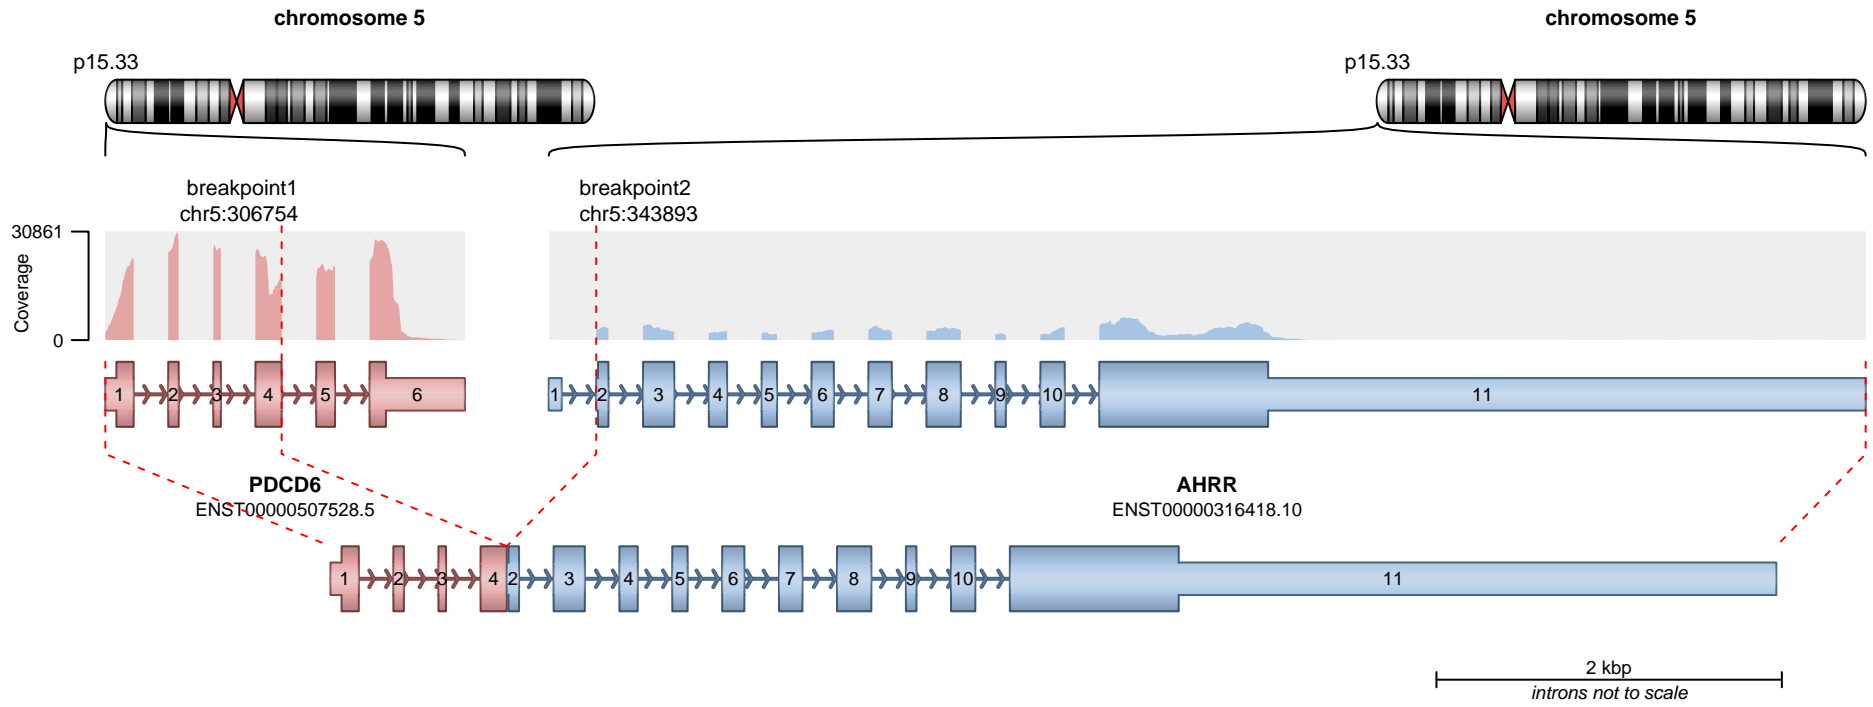 chromosome 5
chromosome 5
p15.33
p15.33
breakpoint1
chr5:306754
breakpoint2
chr5:343893
30861
Coverage
0
1 2 3 4 5 6
1 2 3 4 5 6 7 8 9 10 11
PDCD6
ENST00000507528.5
AHRR
ENST00000316418.10
1 2 3 4 2 3 4 5 6 7 8 9 10 11
2 kbp
introns not to scale